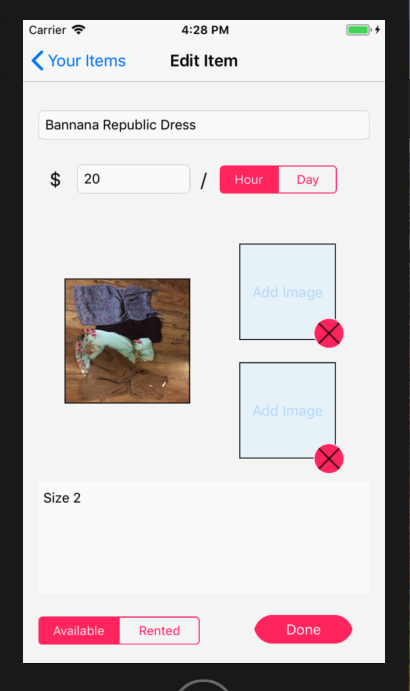 Carrier 4:28 PM
Your Items Edit Item
Bannana Republic Dress
$ 20 / Hour Day
Add Image
Add Image
Size 2
Available Rented Done